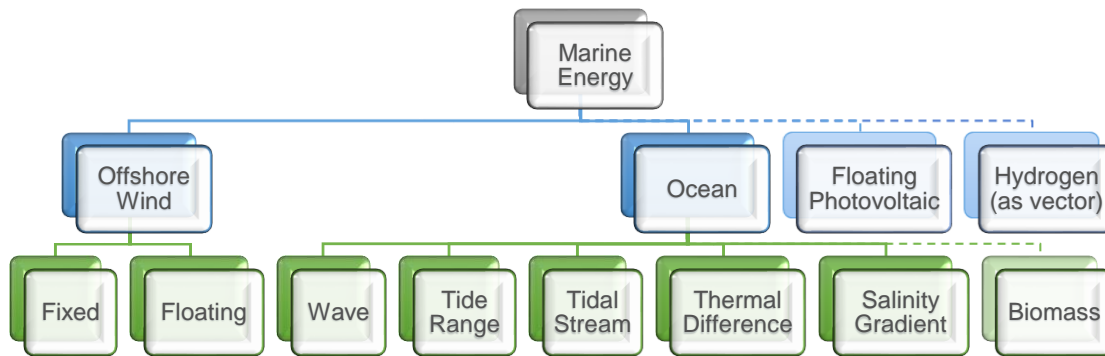 Marine
Energy
Offshore
Wind
Ocean
Floating
Photovoltaic
Hydrogen
(as vector)
Fixed
Floating
Wave
Tide
Range
Tidal
Stream
Thermal
Difference
Salinity
Gradient
Biomass